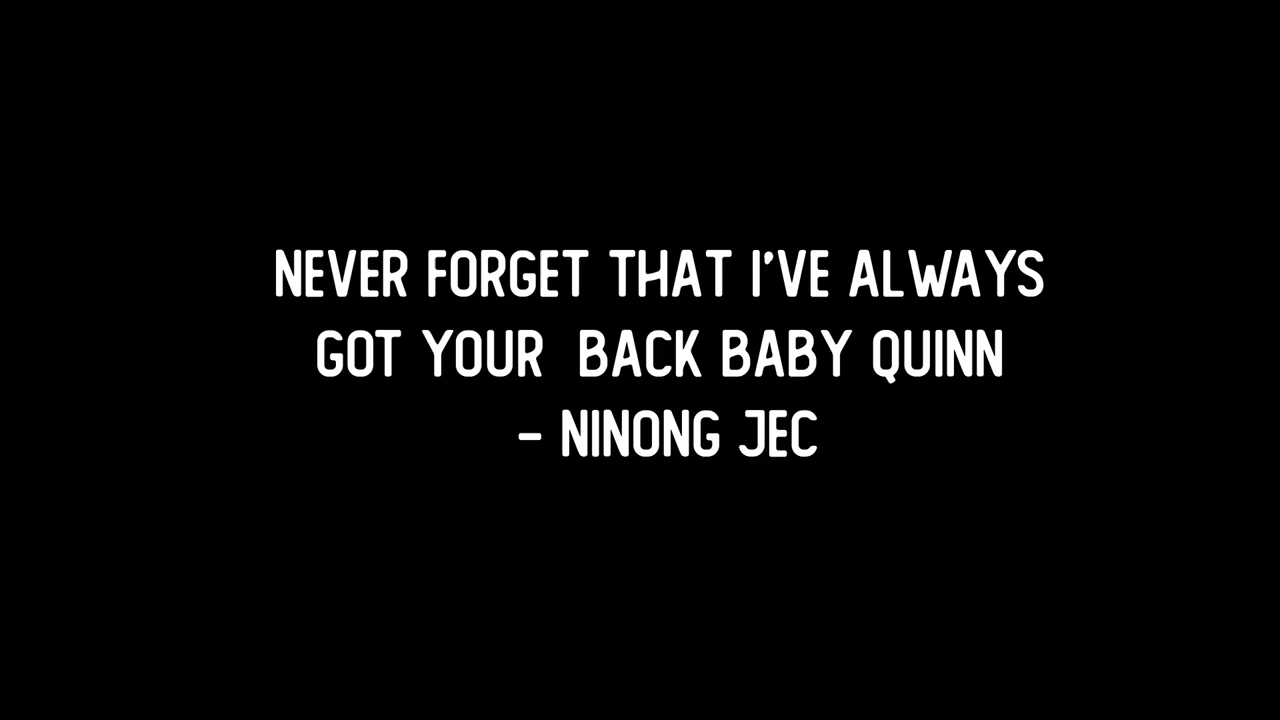 NEVER FORGET THAT I'VE ALWAYS
GOT YOUR  BACK BABY QUINN
- NINONG JEC